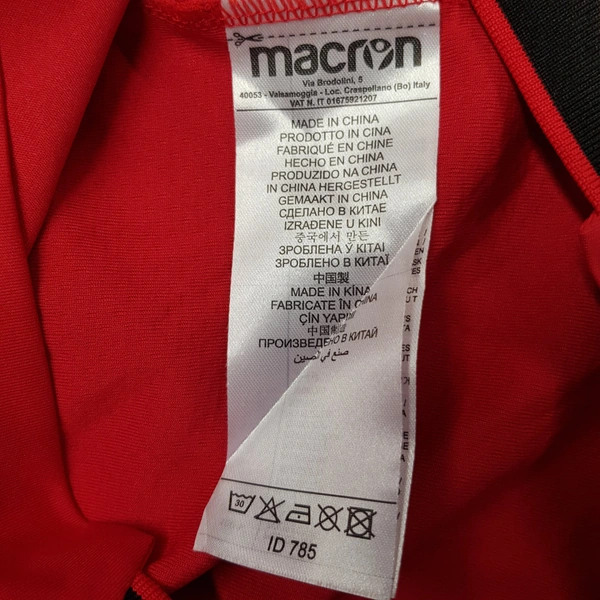 macron
Via Brodolini, 5
40053 - Valsamoggia - Loc. Crespellano (Bo) Italy
VAT N. IT 01675921207
MADE IN CHINA
PRODOTTO IN CINA
FABRIQUÉ EN CHINE
HECHO EN CHINA
PRODUZIDO NA CHINA
IN CHINA HERGESTELLT
GEMAAKT IN CHINA
СДЕЛАНО В КИТАЕ
IZRAĐENE U KINI
중국에서 만든
ЗРОБЛЕНА Ў КІТАІ
ЗРОБЛЕНО В КИТАЇ
中国製
MADE IN KĪNA
FABRICATE ÎN CHINA
ÇİN YAPIMI
中国制造
ПРОИЗВЕДЕНО В КИТАЙ
صنع في الصين
30
ID 785